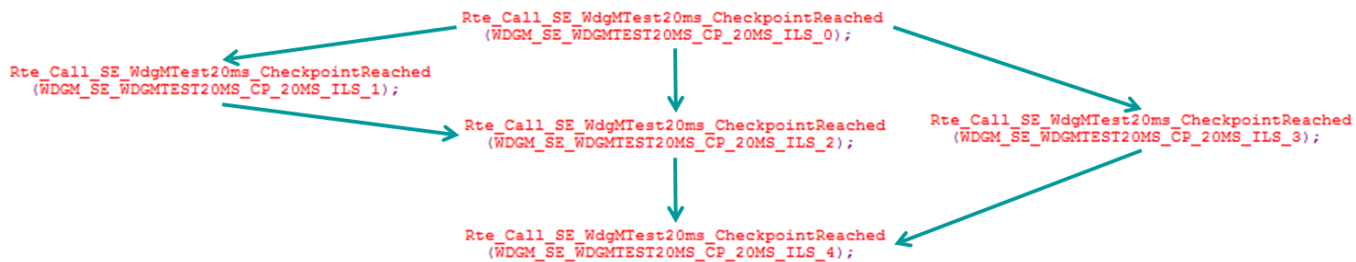 Rte_Call_SE_WdgMTest20ms_CheckpointReached
(WDGM_SE_WDGMTEST20MS_CP_20MS_ILS_0);
Rte_Call_SE_WdgMTest20ms_CheckpointReached
(WDGM_SE_WDGMTEST20MS_CP_20MS_ILS_1);
Rte_Call_SE_WdgMTest20ms_CheckpointReached
(WDGM_SE_WDGMTEST20MS_CP_20MS_ILS_2);
Rte_Call_SE_WdgMTest20ms_CheckpointReached
(WDGM_SE_WDGMTEST20MS_CP_20MS_ILS_3);
Rte_Call_SE_WdgMTest20ms_CheckpointReached
(WDGM_SE_WDGMTEST20MS_CP_20MS_ILS_4);